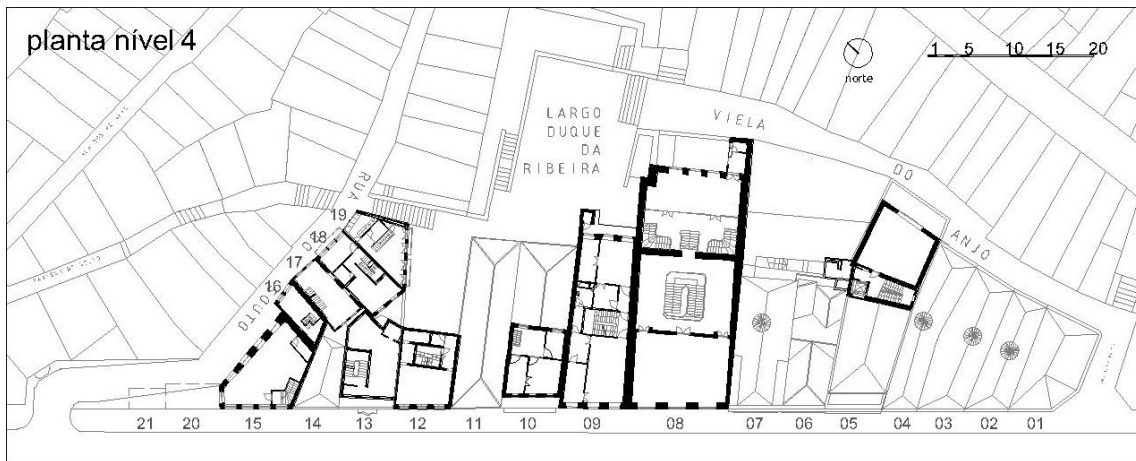 planta nível 4
1 5 10 15 20
norte
LARGO
DUQUE
DA
RIBEIRA
VIELA
DO
ANJO
RUA
DO
SOUTO
19
18
17
16
21 20 15 14 13 12 11 10 09 08 07 06 05 04 03 02 01